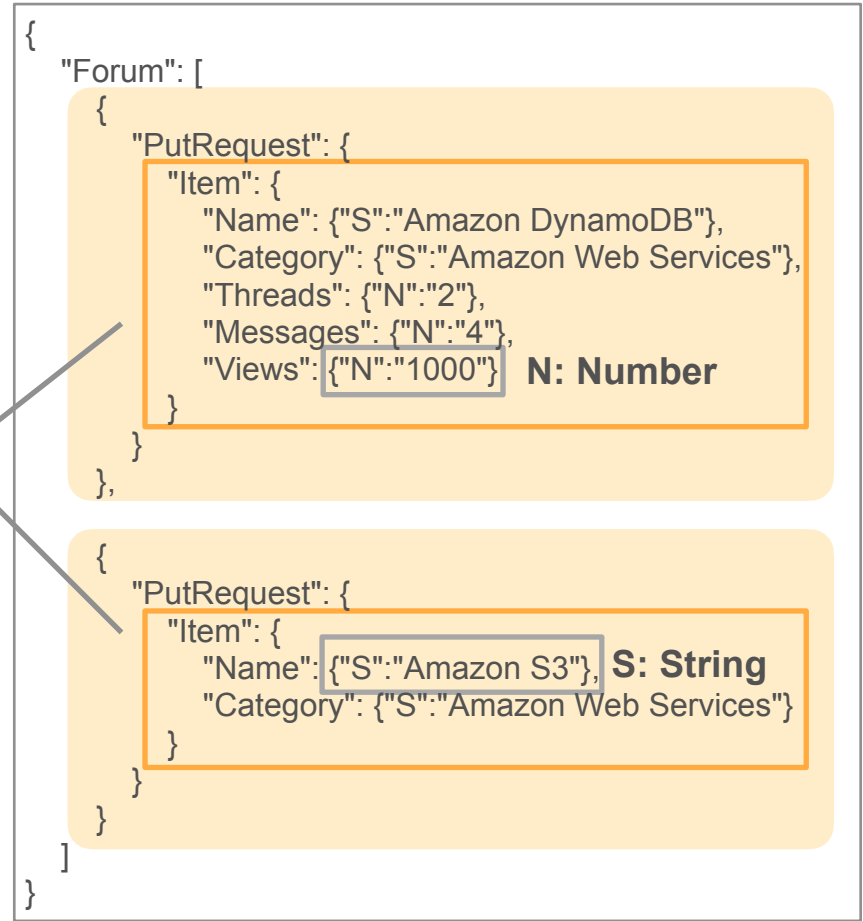 {
"Forum": [
{
"PutRequest": {
"Item": {
"Name": {"S":"Amazon DynamoDB"},
"Category": {"S":"Amazon Web Services"},
"Threads": {"N":"2"},
"Messages": {"N":"4"},
"Views": {"N":"1000"} N: Number
}
}
},
{
"PutRequest": {
"Item": {
"Name": {"S":"Amazon S3"}, S: String
"Category": {"S":"Amazon Web Services"}
}
}
}
]
}